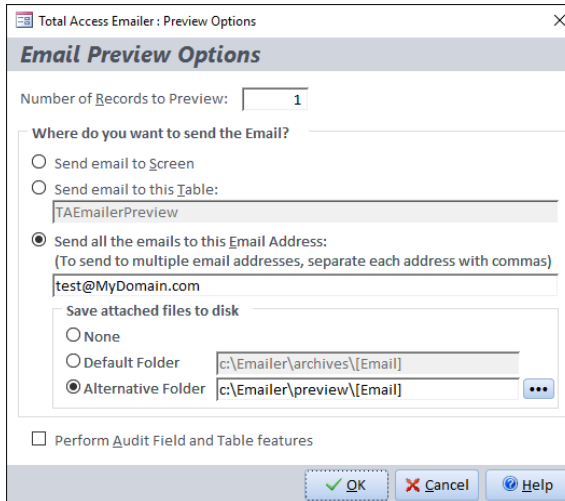 Total Access Emailer : Preview Options
Email Preview Options
Number of Records to Preview: 1
Where do you want to send the Email?
Send email to Screen
Send email to this Table:
TAEmailerPreview
Send all the emails to this Email Address:
(To send to multiple email addresses, separate each address with commas)
test@MyDomain.com
Save attached files to disk
None
Default Folder c:\Emailer\archives\[Email]
Alternative Folder c:\Emailer\preview\[Email]
Perform Audit Field and Table features
OK Cancel Help